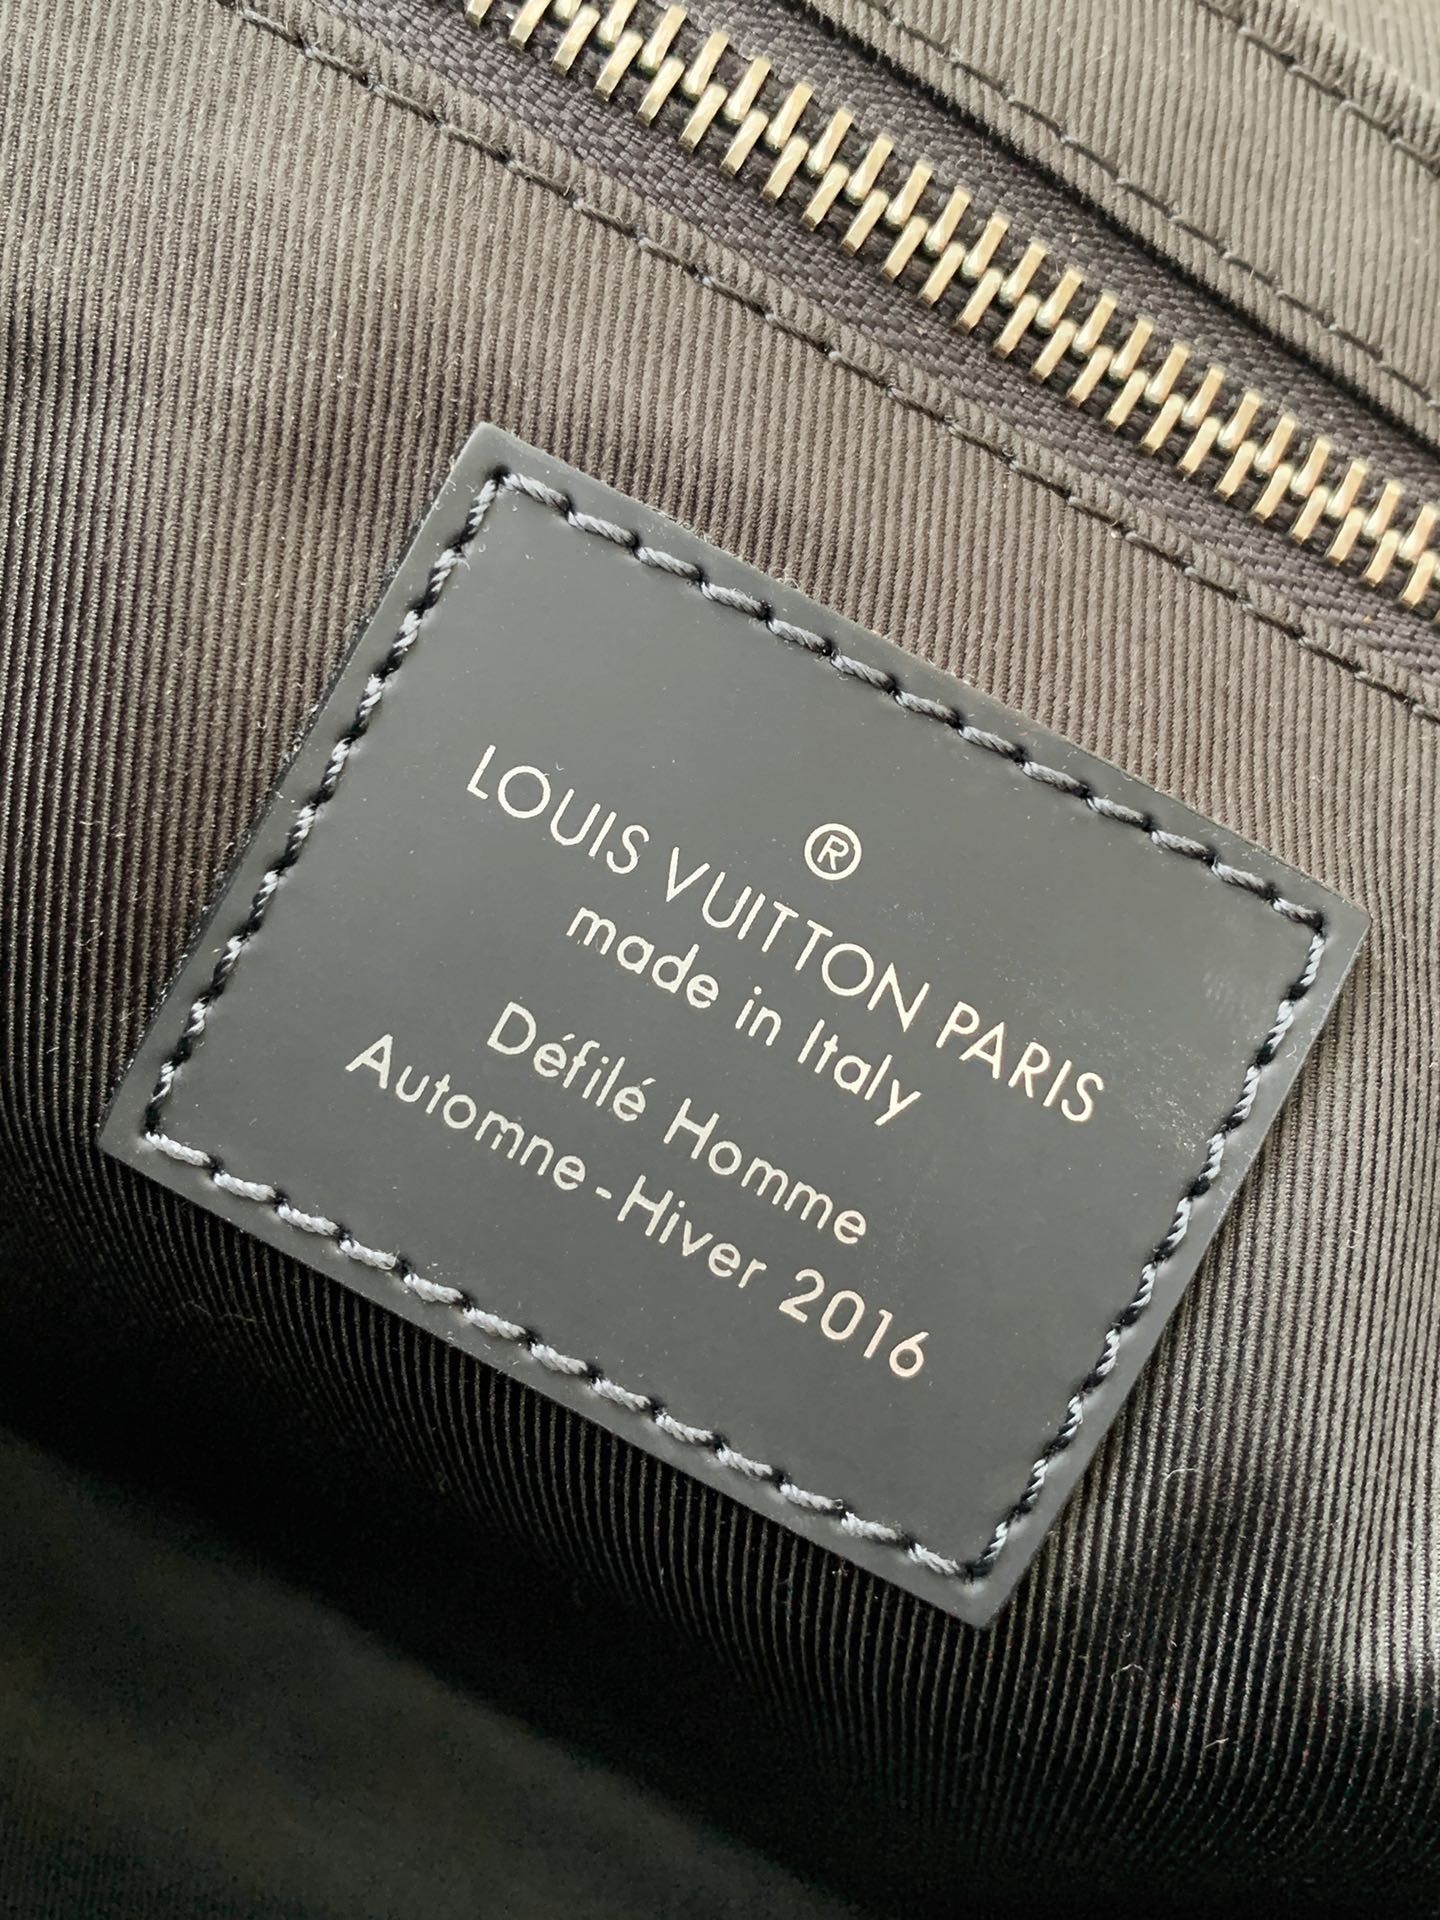 ®
LOUIS VUITTON PARIS
made in Italy
Défilé Homme
Automne-Hiver 2016